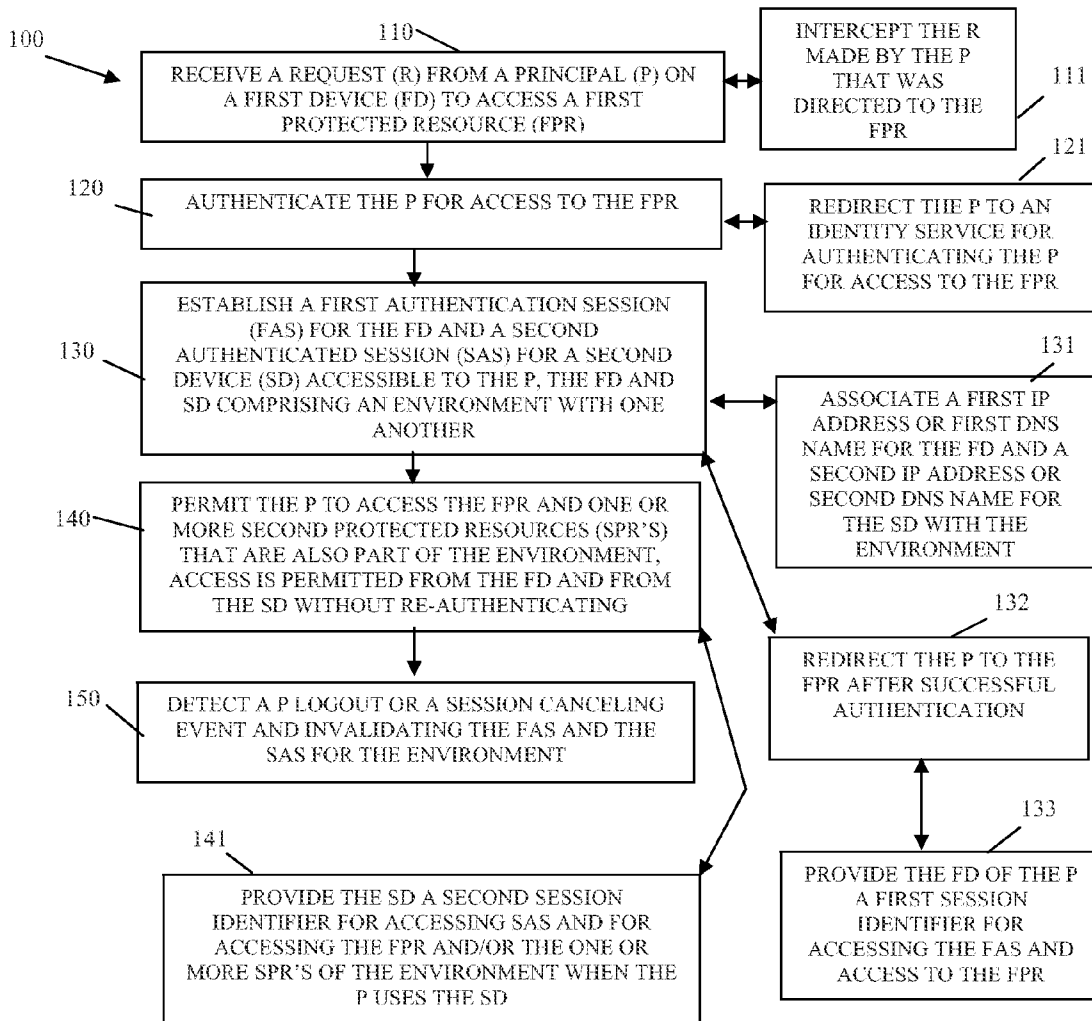 100
110
RECEIVE A REQUEST (R) FROM A PRINCIPAL (P) ON
A FIRST DEVICE (FD) TO ACCESS A FIRST
PROTECTED RESOURCE (FPR)
INTERCEPT THE R
MADE BY THE P
THAT WAS
DIRECTED TO THE
FPR
111
120
AUTHENTICATE THE P FOR ACCESS TO THE FPR
121
REDIRECT THE P TO AN
IDENTITY SERVICE FOR
AUTHENTICATING THE P
FOR ACCESS TO THE FPR
130
ESTABLISH A FIRST AUTHENTICATION SESSION
(FAS) FOR THE FD AND A SECOND
AUTHENTICATED SESSION (SAS) FOR A SECOND
DEVICE (SD) ACCESSIBLE TO THE P, THE FD AND
SD COMPRISING AN ENVIRONMENT WITH ONE
ANOTHER
131
ASSOCIATE A FIRST IP
ADDRESS OR FIRST DNS
NAME FOR THE FD AND A
SECOND IP ADDRESS OR
SECOND DNS NAME FOR
THE SD WITH THE
ENVIRONMENT
140
PERMIT THE P TO ACCESS THE FPR AND ONE OR
MORE SECOND PROTECTED RESOURCES (SPR'S)
THAT ARE ALSO PART OF THE ENVIRONMENT,
ACCESS IS PERMITTED FROM THE FD AND FROM
THE SD WITHOUT RE-AUTHENTICATING
132
REDIRECT THE P TO THE
FPR AFTER SUCCESSFUL
AUTHENTICATION
150
DETECT A P LOGOUT OR A SESSION CANCELING
EVENT AND INVALIDATING THE FAS AND THE
SAS FOR THE ENVIRONMENT
133
PROVIDE THE FD OF THE P
A FIRST SESSION
IDENTIFIER FOR
ACCESSING THE FAS AND
ACCESS TO THE FPR
141
PROVIDE THE SD A SECOND SESSION
IDENTIFIER FOR ACCESSING SAS AND FOR
ACCESSING THE FPR AND/OR THE ONE OR
MORE SPR'S OF THE ENVIRONMENT WHEN THE
P USES THE SD